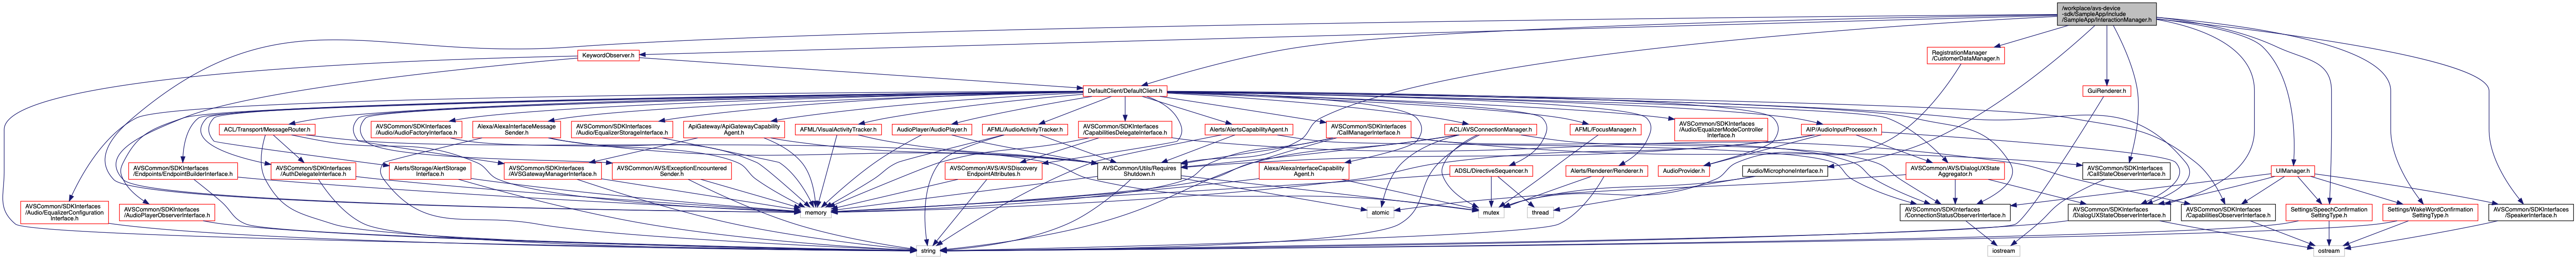 /workplace/avs-device
-sdk/SampleApp/include
/SampleApp/InteractionManager.h
KeywordObserver.h
RegistrationManager
/CustomerDataManager.h
DefaultClient/DefaultClient.h
GuiRenderer.h
ACL/Transport/MessageRouter.h
AVSCommon/SDKInterfaces
/Audio/AudioFactoryInterface.h
Alexa/AlexaInterfaceMessage
Sender.h
AVSCommon/SDKInterfaces
/Audio/EqualizerStorageInterface.h
ApiGateway/ApiGatewayCapability
Agent.h
AFML/VisualActivityTracker.h
AudioPlayer/AudioPlayer.h
AFML/AudioActivityTracker.h
AVSCommon/SDKInterfaces
/CapabilitiesDelegateInterface.h
Alerts/AlertsCapabilityAgent.h
AVSCommon/SDKInterfaces
/CallManagerInterface.h
ACL/AVSConnectionManager.h
AFML/FocusManager.h
AVSCommon/SDKInterfaces
/Audio/EqualizerModeController
Interface.h
AIP/AudioInputProcessor.h
AVSCommon/SDKInterfaces
/Endpoints/EndpointBuilderInterface.h
AVSCommon/SDKInterfaces
/AuthDelegateInterface.h
Alerts/Storage/AlertStorage
Interface.h
AVSCommon/SDKInterfaces
/AVSGatewayManagerInterface.h
AVSCommon/AVS/ExceptionEncountered
Sender.h
AVSCommon/AVS/AVSDiscovery
EndpointAttributes.h
AVSCommon/Utils/Requires
Shutdown.h
Alexa/AlexaInterfaceCapability
Agent.h
ADSL/DirectiveSequencer.h
Alerts/Renderer/Renderer.h
AudioProvider.h
Audio/MicrophoneInterface.h
AVSCommon/AVS/DialogUXState
Aggregator.h
AVSCommon/SDKInterfaces
/CallStateObserverInterface.h
UIManager.h
AVSCommon/SDKInterfaces
/Audio/EqualizerConfiguration
Interface.h
AVSCommon/SDKInterfaces
/AudioPlayerObserverInterface.h
memory
atomic
mutex
thread
AVSCommon/SDKInterfaces
/ConnectionStatusObserverInterface.h
AVSCommon/SDKInterfaces
/DialogUXStateObserverInterface.h
AVSCommon/SDKInterfaces
/CapabilitiesObserverInterface.h
Settings/SpeechConfirmation
SettingType.h
Settings/WakeWordConfirmation
SettingType.h
AVSCommon/SDKInterfaces
/SpeakerInterface.h
string
iostream
ostream